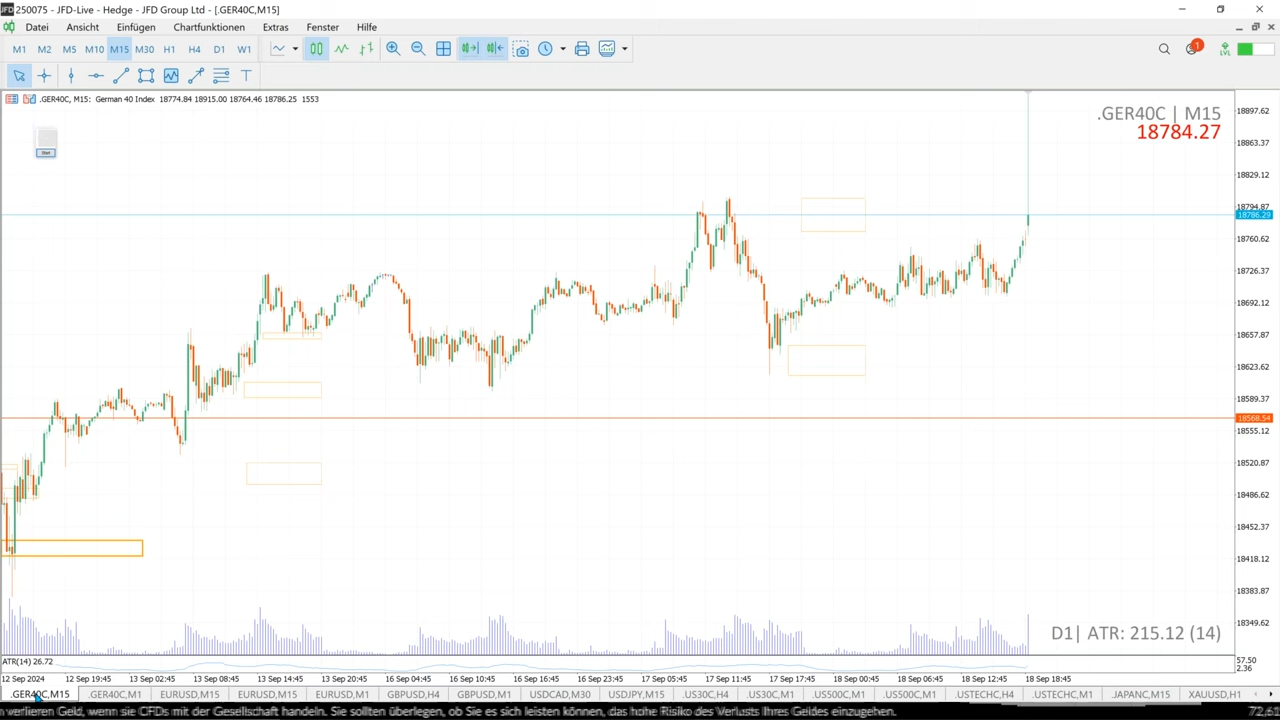 250075 - JFD-Live - Hedge - JFD Group Ltd - [.GER40C,M15]
Datei Ansicht Einfügen Chartfunktionen Extras Fenster Hilfe
M1 M2 M5 M10 M15 M30 H1 H4 D1 W1
1
LVL
.GER40C, M15: German 40 Index 18774.84 18915.00 18764.46 18786.25 1553
.GER40C | M15
18784.27
Start
18897.62
18863.37
18829.12
18794.87
18786.29
18760.62
18726.37
18692.12
18657.87
18623.62
18589.37
18568.54
18555.12
18520.87
18486.62
18452.37
18418.12
18383.87
18349.62
D1| ATR: 215.12 (14)
ATR(14) 26.72
57.50
2.36
12 Sep 2024 12 Sep 19:45 13 Sep 02:45 13 Sep 08:45 13 Sep 14:45 13 Sep 20:45 16 Sep 04:45 16 Sep 10:45 16 Sep 16:45 16 Sep 23:45 17 Sep 05:45 17 Sep 11:45 17 Sep 17:45 18 Sep 00:45 18 Sep 06:45 18 Sep 12:45 18 Sep 18:45
.GER40C,M15 .GER40C,M1 EURUSD,M15 EURUSD,M15 EURUSD,M1 GBPUSD,H4 GBPUSD,M1 USDCAD,M30 USDJPY,M15 .US30C,H4 .US30C,M1 .US500C,M1 .US500C,M1 .USTECHC,H4 .USTECHC,M1 .JAPANC,M15 XAUUSD,H1
verlieren Geld, wenn sie CFDs mit der Gesellschaft handeln. Sie sollten überlegen, ob Sie es sich leisten können, das hohe Risiko des Verlusts Ihres Geldes einzugehen.